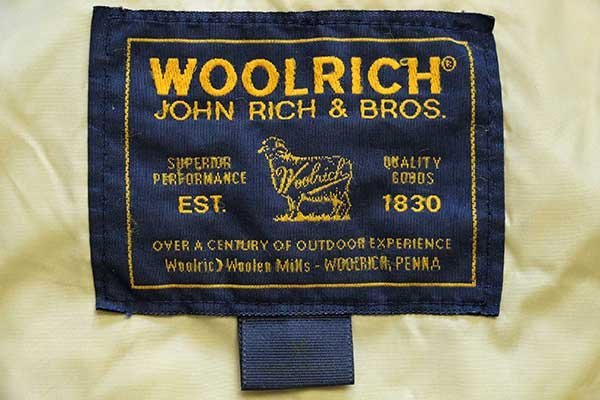 WOOLRICH®
JOHN RICH & BROS.
SUPERIOR
PERFORMANCE
EST.
Woolrich
QUALITY
GOODS
1830
OVER A CENTURY OF OUTDOOR EXPERIENCE
Woolrich Woolen Mills - WOOLRICH, PENNA